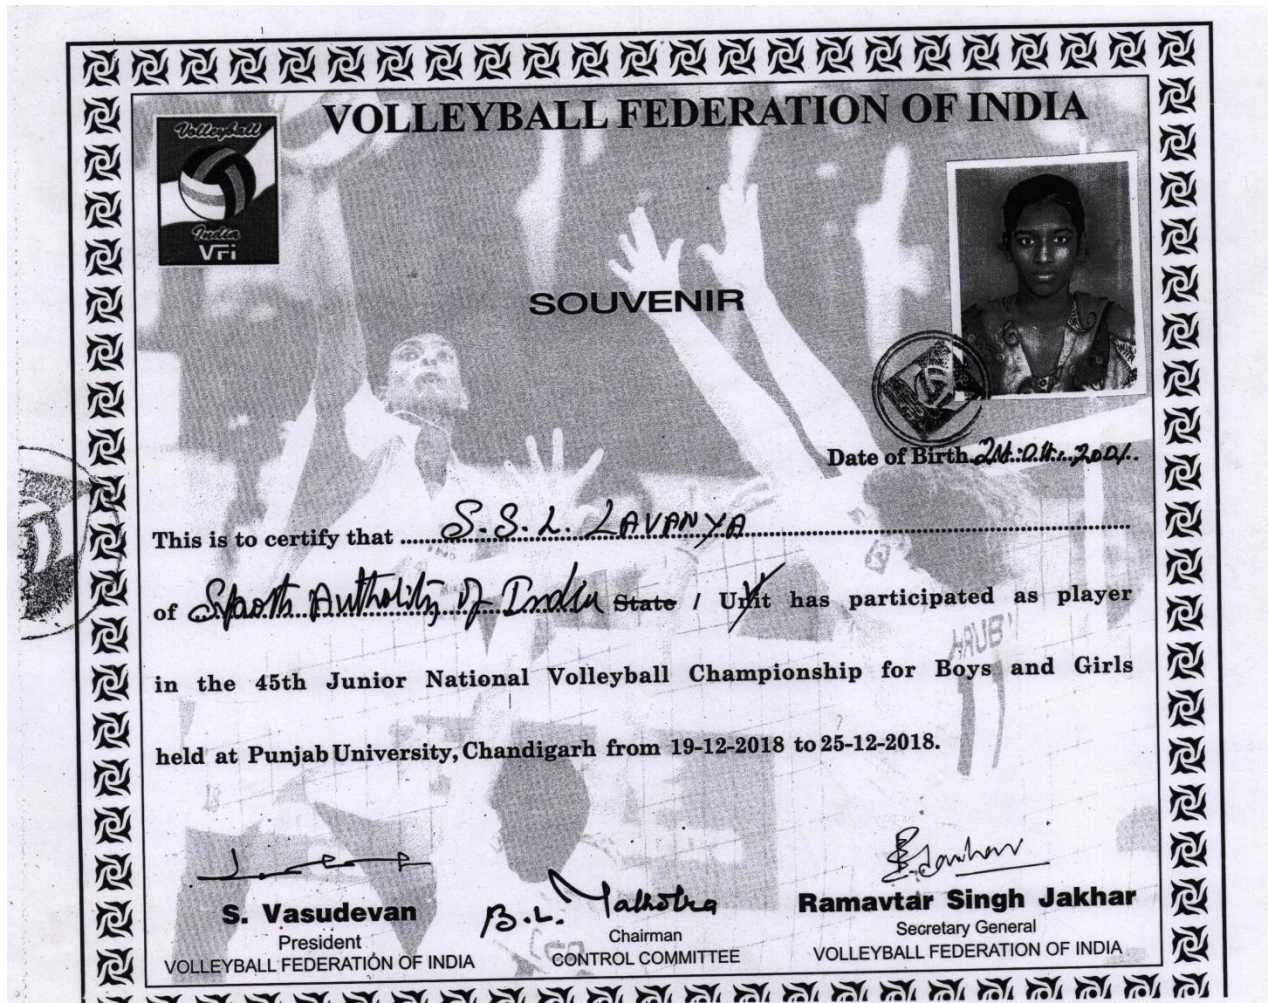 VOLLEYBALL FEDERATION OF INDIA
Volleyball
India
VFi
SOUVENIR
Date of Birth 2001
This is to certify that S.S.L. LAVANYA
of Sports Authority of India State / Unit has participated as player
in the 45th Junior National Volleyball Championship for Boys and Girls
held at Punjab University, Chandigarh from 19-12-2018 to 25-12-2018.
S. Vasudevan
President
VOLLEYBALL FEDERATION OF INDIA
B.L. Malhotra
Chairman
CONTROL COMMITTEE
Ramavtar Singh Jakhar
Secretary General
VOLLEYBALL FEDERATION OF INDIA